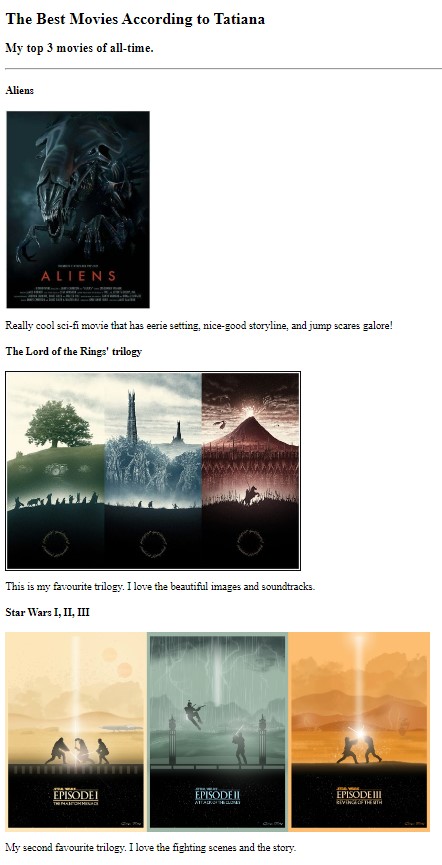 The Best Movies According to Tatiana
My top 3 movies of all-time.
Aliens
ALIENS
Really cool sci-fi movie that has eerie setting, nice-good storyline, and jump scares galore!
The Lord of the Rings' trilogy
This is my favourite trilogy. I love the beautiful images and soundtracks.
Star Wars I, II, III
STAR WARS
EPISODE I
THE PHANTOM MENACE
STAR WARS
EPISODE II
ATTACK OF THE CLONES
STAR WARS
EPISODE III
REVENGE OF THE SITH
My second favourite trilogy. I love the fighting scenes and the story.